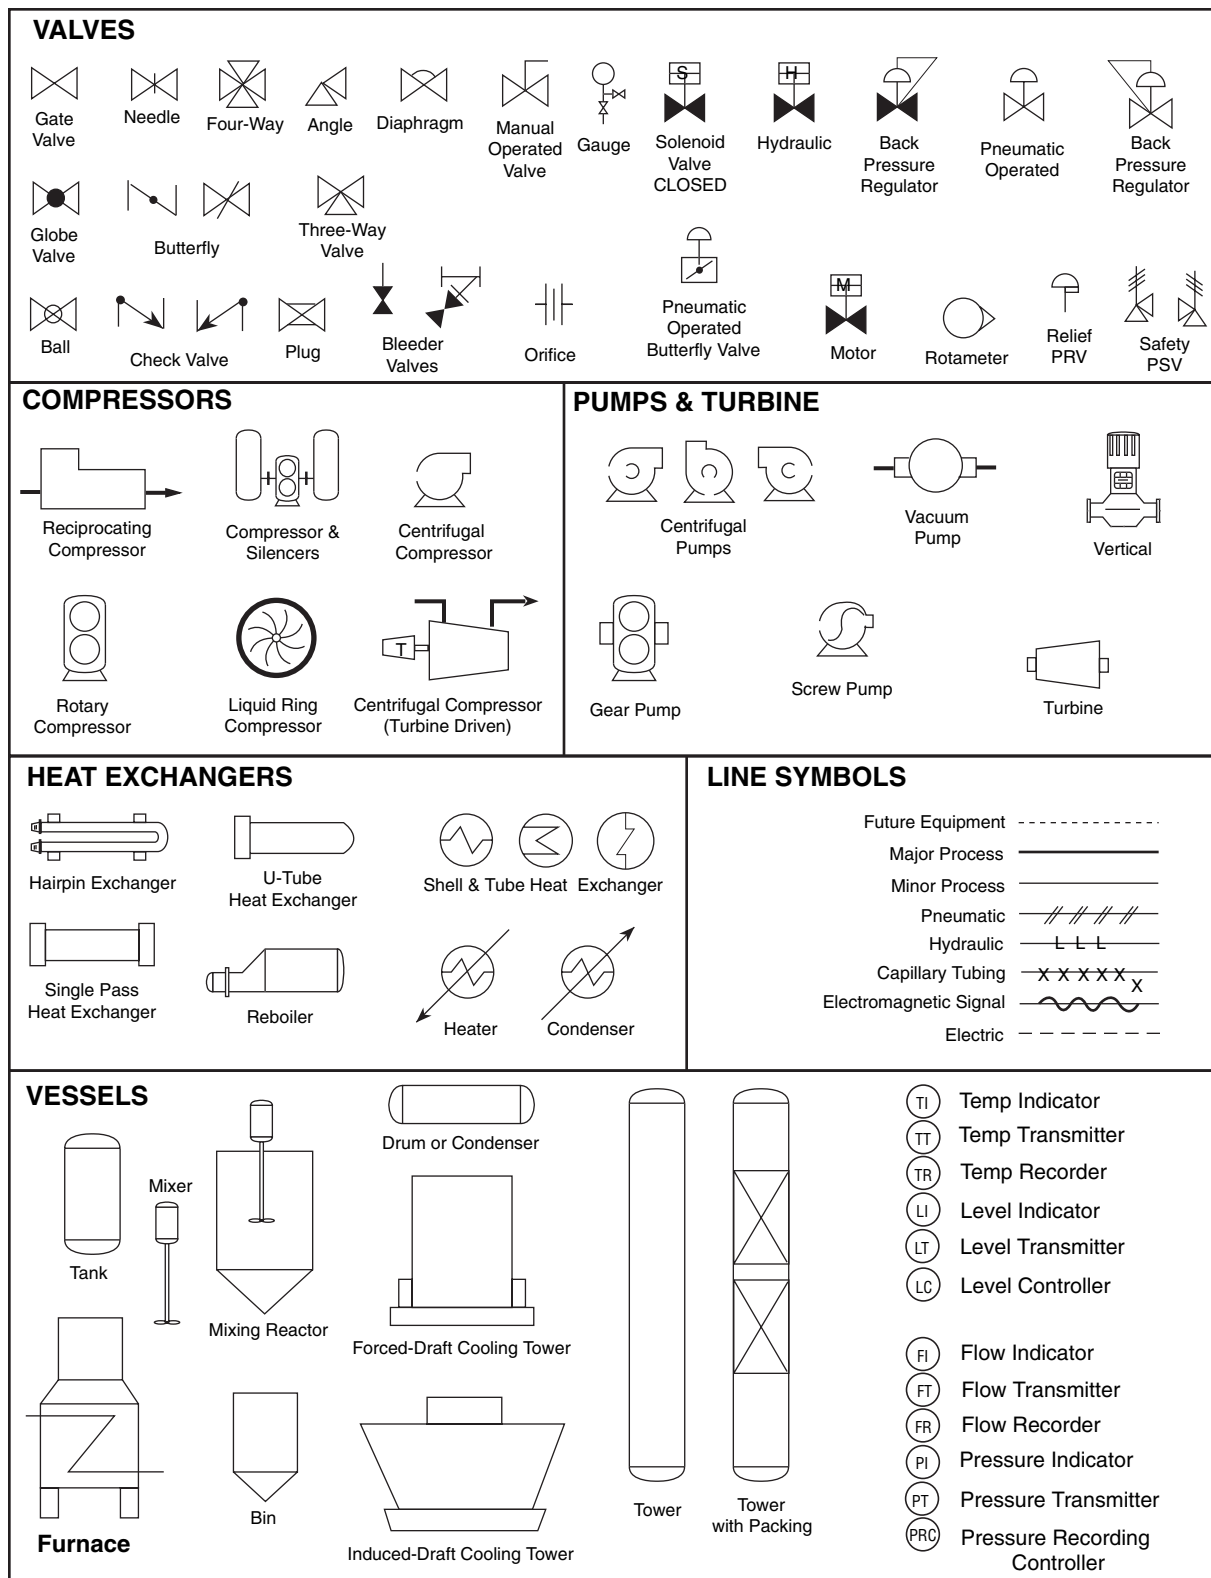 VALVES
Gate
Valve
Needle
Four-Way
Angle
Diaphragm
Manual
Operated
Valve
Gauge
S
Solenoid
Valve
CLOSED
H
Hydraulic
Back
Pressure
Regulator
Pneumatic
Operated
Back
Pressure
Regulator
Globe
Valve
Butterfly
Three-Way
Valve
Ball
Check Valve
Plug
Bleeder
Valves
Orifice
Pneumatic
Operated
Butterfly Valve
M
Motor
Rotameter
Relief
PRV
Safety
PSV
COMPRESSORS
Reciprocating
Compressor
Compressor &
Silencers
Centrifugal
Compressor
Rotary
Compressor
Liquid Ring
Compressor
T
Centrifugal Compressor
(Turbine Driven)
PUMPS & TURBINE
Centrifugal
Pumps
Vacuum
Pump
Vertical
Gear Pump
Screw Pump
Turbine
HEAT EXCHANGERS
Hairpin Exchanger
U-Tube
Heat Exchanger
Shell & Tube Heat Exchanger
Single Pass
Heat Exchanger
Reboiler
Heater
Condenser
LINE SYMBOLS
Future Equipment
Major Process
Minor Process
Pneumatic
Hydraulic L L L
Capillary Tubing X X X X X X
Electromagnetic Signal
Electric
VESSELS
Tank
Mixer
Mixing Reactor
Drum or Condenser
Forced-Draft Cooling Tower
Furnace
Bin
Induced-Draft Cooling Tower
Tower
Tower
with Packing
TI Temp Indicator
TT Temp Transmitter
TR Temp Recorder
LI Level Indicator
LT Level Transmitter
LC Level Controller
FI Flow Indicator
FT Flow Transmitter
FR Flow Recorder
PI Pressure Indicator
PT Pressure Transmitter
PRC Pressure Recording
Controller